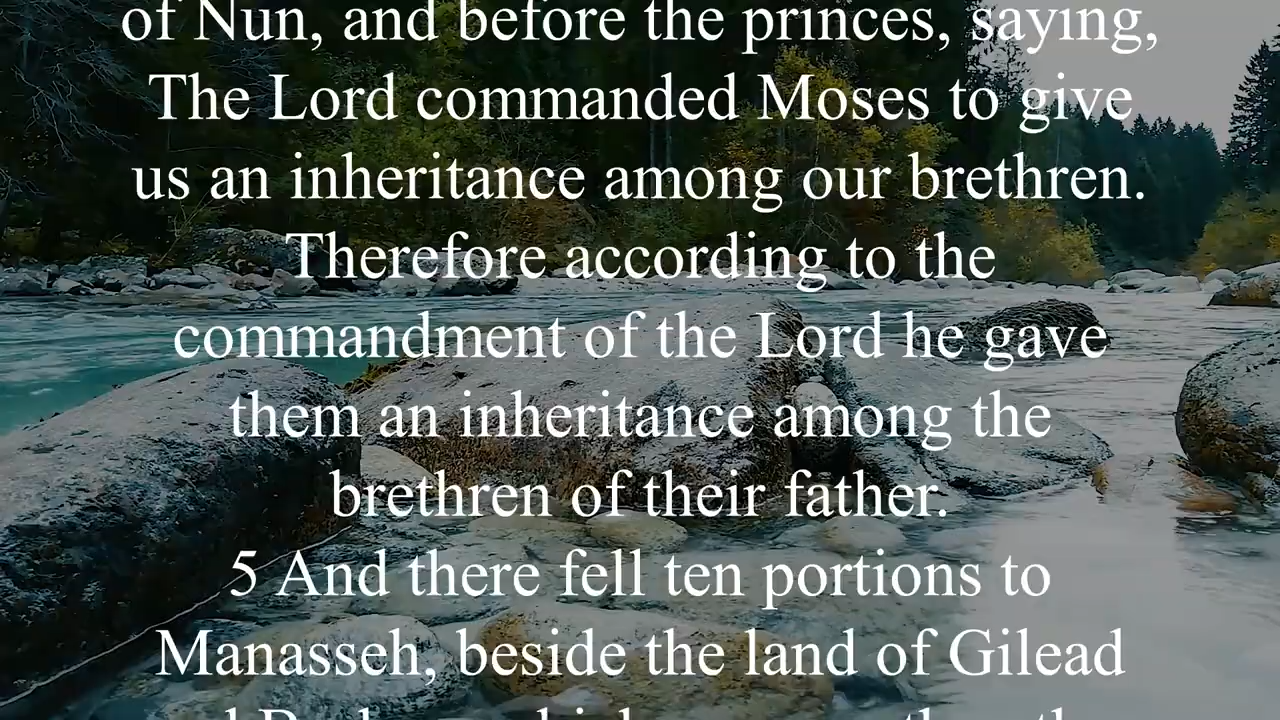 of Nun, and before the princes, saying,
The Lord commanded Moses to give
us an inheritance among our brethren.
Therefore according to the
commandment of the Lord he gave
them an inheritance among the
brethren of their father.
5 And there fell ten portions to
Manasseh, beside the land of Gilead